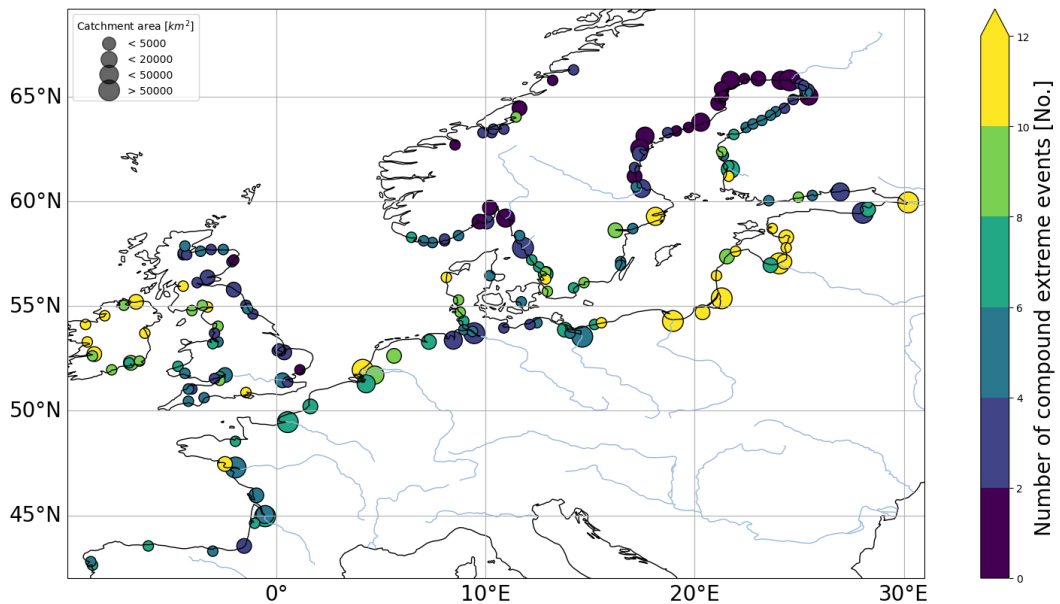 Catchment area [km²]
< 5000
< 20000
< 50000
> 50000
65°N
60°N
55°N
50°N
45°N
0°E
10°E
20°E
30°E
12
10
8
6
4
2
0
Number of compound extreme events [No.]